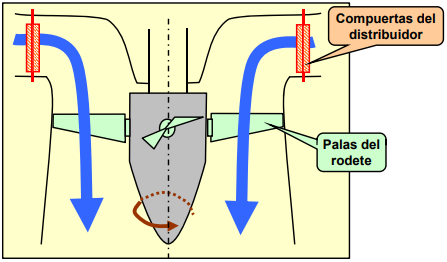 Compuertas del
distribuidor
Palas del
rodete